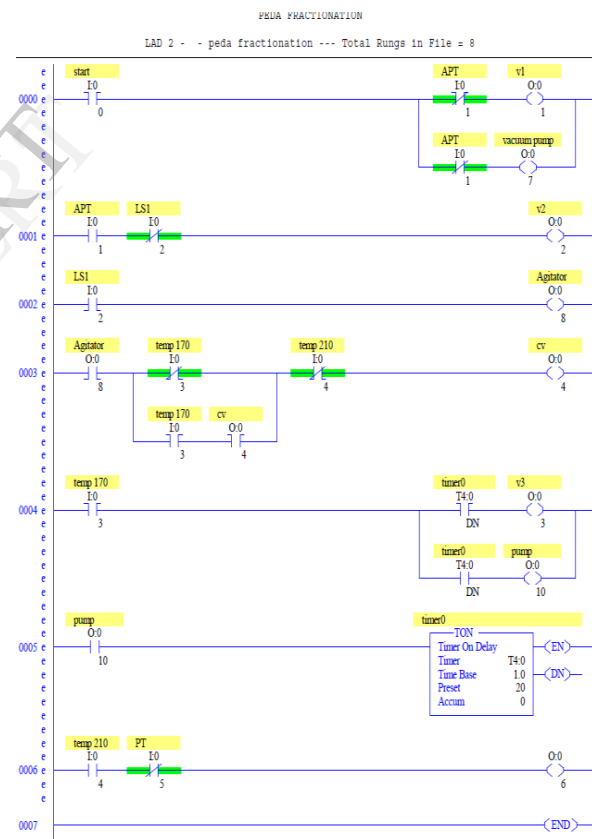 PEDA FRACTIONATION
LAD 2 - - peda fractionation --- Total Rungs in File = 8
start APT v1
I:0 I:0 O:0
0000
0 1 1
APT vacuum pump
I:0 O:0
1 7
APT LS1 v2
I:0 I:0 O:0
0001
1 2 2
LS1 Agitator
I:0 O:0
0002
2 8
Agitator temp 170 temp 210 cv
O:0 I:0 I:0 O:0
0003
8 3 4 4
temp 170 cv
I:0 O:0
3 4
temp 170 timer0 v3
I:0 T4:0 O:0
0004
3 DN 3
timer0 pump
T4:0 O:0
DN 10
pump timer0
O:0 TON
0005 Timer On Delay EN
10 Timer T4:0
Time Base 1.0 DN
Preset 20
Accum 0
temp 210 PT
I:0 I:0 O:0
0006
4 5 6
0007 END